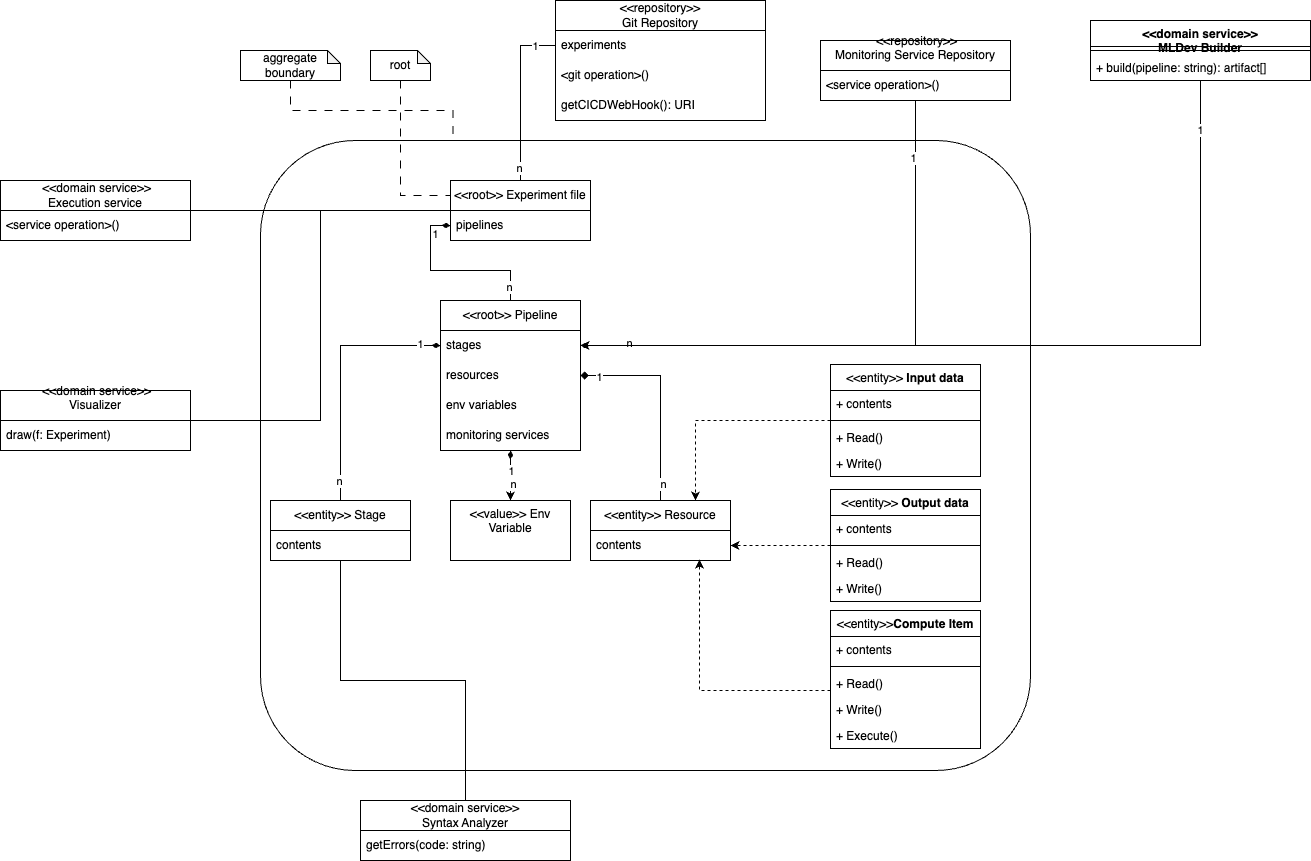 <<repository>>
Git Repository
experiments
<git operation>()
getCICDWebHook(): URI
1
n
<<repository>>
Monitoring Service Repository
<service operation>()
1
<<domain service>>
MLDev Builder
+ build(pipeline: string): artifact[]
1
n
aggregate
boundary
root
<<domain service>>
Execution service
<service operation>()
<<root>> Experiment file
pipelines
1
n
<<root>> Pipeline
stages
resources
env variables
monitoring services
1
n
1
n
1
n
<<domain service>>
Visualizer
draw(f: Experiment)
<<entity>> Input data
+ contents
+ Read()
+ Write()
<<entity>> Stage
contents
<<value>> Env
Variable
<<entity>> Resource
contents
<<entity>> Output data
+ contents
+ Read()
+ Write()
<<entity>>Compute Item
+ contents
+ Read()
+ Write()
+ Execute()
<<domain service>>
Syntax Analyzer
getErrors(code: string)